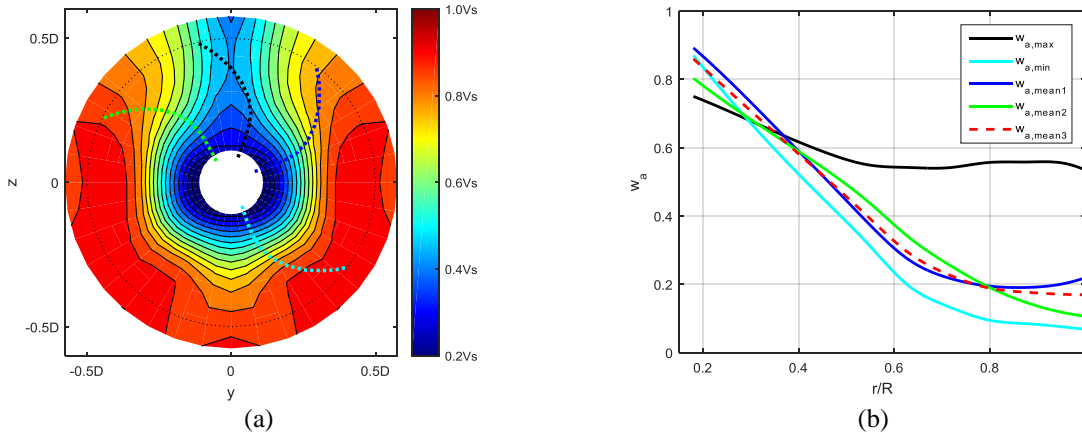 1.0Vs
0.8Vs
0.6Vs
0.4Vs
0.2Vs
0.5D
0
-0.5D
z
-0.5D
0
0.5D
y
(a)
1
0.8
0.6
0.4
0.2
0
w_a
0.2
0.4
0.6
0.8
r/R
w_a,max
w_a,min
w_a,mean1
w_a,mean2
w_a,mean3
(b)